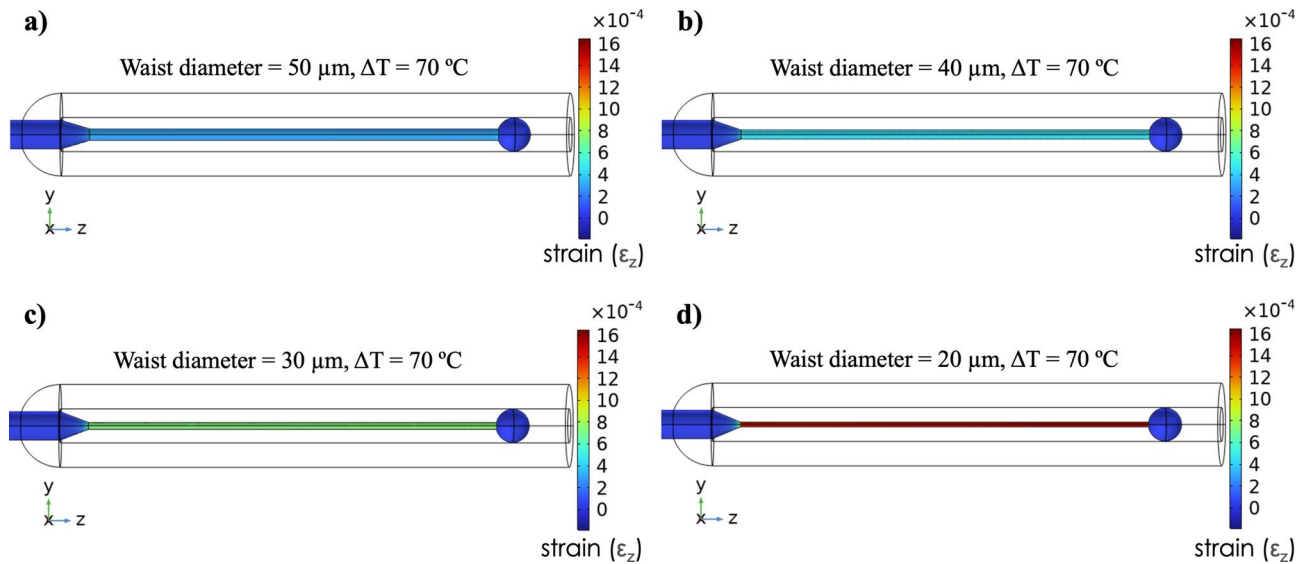 a)
Waist diameter = 50 µm, ΔT = 70 ºC
×10⁻⁴
16
14
12
10
8
6
4
2
0
y
x z
strain (ε_z)
b)
Waist diameter = 40 µm, ΔT = 70 ºC
×10⁻⁴
16
14
12
10
8
6
4
2
0
y
x z
strain (ε_z)
c)
Waist diameter = 30 µm, ΔT = 70 ºC
×10⁻⁴
16
14
12
10
8
6
4
2
0
y
x z
strain (ε_z)
d)
Waist diameter = 20 µm, ΔT = 70 ºC
×10⁻⁴
16
14
12
10
8
6
4
2
0
y
x z
strain (ε_z)